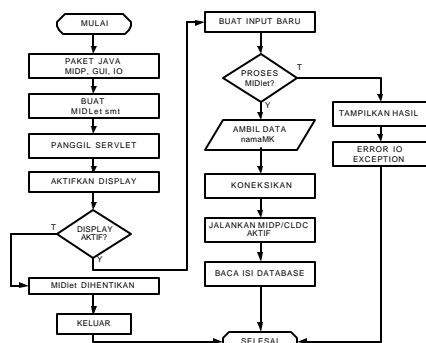 MULAI
PAKET JAVA
MIDP, GUI, IO
BUAT
MIDLet smt
PANGGIL SERVLET
AKTIFKAN DISPLAY
DISPLAY
AKTIF?
T
Y
MIDlet DIHENTIKAN
KELUAR
BUAT INPUT BARU
PROSES
MIDlet?
T
Y
AMBIL DATA
namaMK
KONEKSIKAN
JALANKAN MIDP/CLDC
AKTIF
BACA ISI DATABASE
TAMPILKAN HASIL
ERROR IO
EXCEPTION
SELESAI